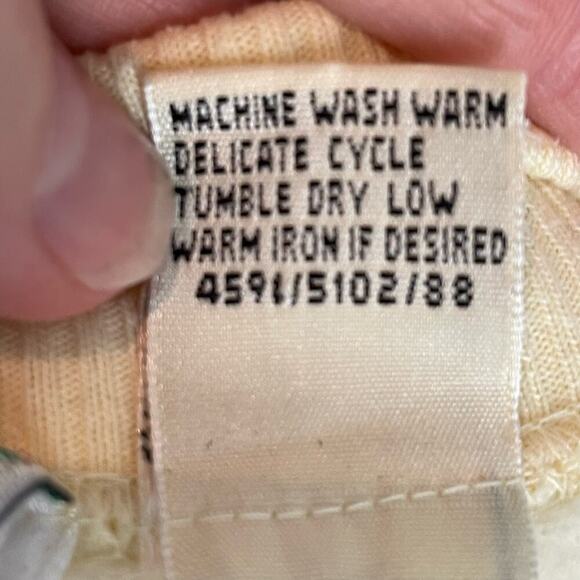 MACHINE WASH WARM
DELICATE CYCLE
TUMBLE DRY LOW
WARM IRON IF DESIRED
4591/5102/88